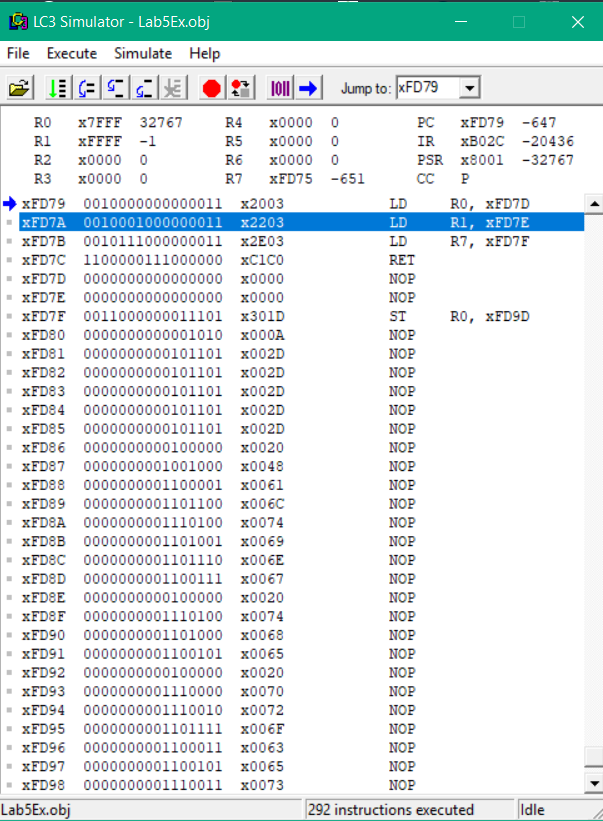 LC3 Simulator - Lab5Ex.obj
File Execute Simulate Help
Jump to: xFD79
R0 x7FFF 32767 R4 x0000 0 PC xFD79 -647
R1 xFFFF -1 R5 x0000 0 IR xB02C -20436
R2 x0000 0 R6 x0000 0 PSR x8001 -32767
R3 x0000 0 R7 xFD75 -651 CC P
xFD79 0010000000000011 x2003 LD R0, xFD7D
xFD7A 0010001000000011 x2203 LD R1, xFD7E
xFD7B 0010111000000011 x2E03 LD R7, xFD7F
xFD7C 1100000111000000 xC1C0 RET
xFD7D 0000000000000000 x0000 NOP
xFD7E 0000000000000000 x0000 NOP
xFD7F 0011000000011101 x301D ST R0, xFD9D
xFD80 0000000000001010 x000A NOP
xFD81 0000000000101101 x002D NOP
xFD82 0000000000101101 x002D NOP
xFD83 0000000000101101 x002D NOP
xFD84 0000000000101101 x002D NOP
xFD85 0000000000101101 x002D NOP
xFD86 0000000000100000 x0020 NOP
xFD87 0000000001001000 x0048 NOP
xFD88 0000000001100001 x0061 NOP
xFD89 0000000001101100 x006C NOP
xFD8A 0000000001110100 x0074 NOP
xFD8B 0000000001101001 x0069 NOP
xFD8C 0000000001101110 x006E NOP
xFD8D 0000000001100111 x0067 NOP
xFD8E 0000000000100000 x0020 NOP
xFD8F 0000000001110100 x0074 NOP
xFD90 0000000001101000 x0068 NOP
xFD91 0000000001100101 x0065 NOP
xFD92 0000000000100000 x0020 NOP
xFD93 0000000001110000 x0070 NOP
xFD94 0000000001110010 x0072 NOP
xFD95 0000000001101111 x006F NOP
xFD96 0000000001100011 x0063 NOP
xFD97 0000000001100101 x0065 NOP
xFD98 0000000001110011 x0073 NOP
Lab5Ex.obj 292 instructions executed Idle